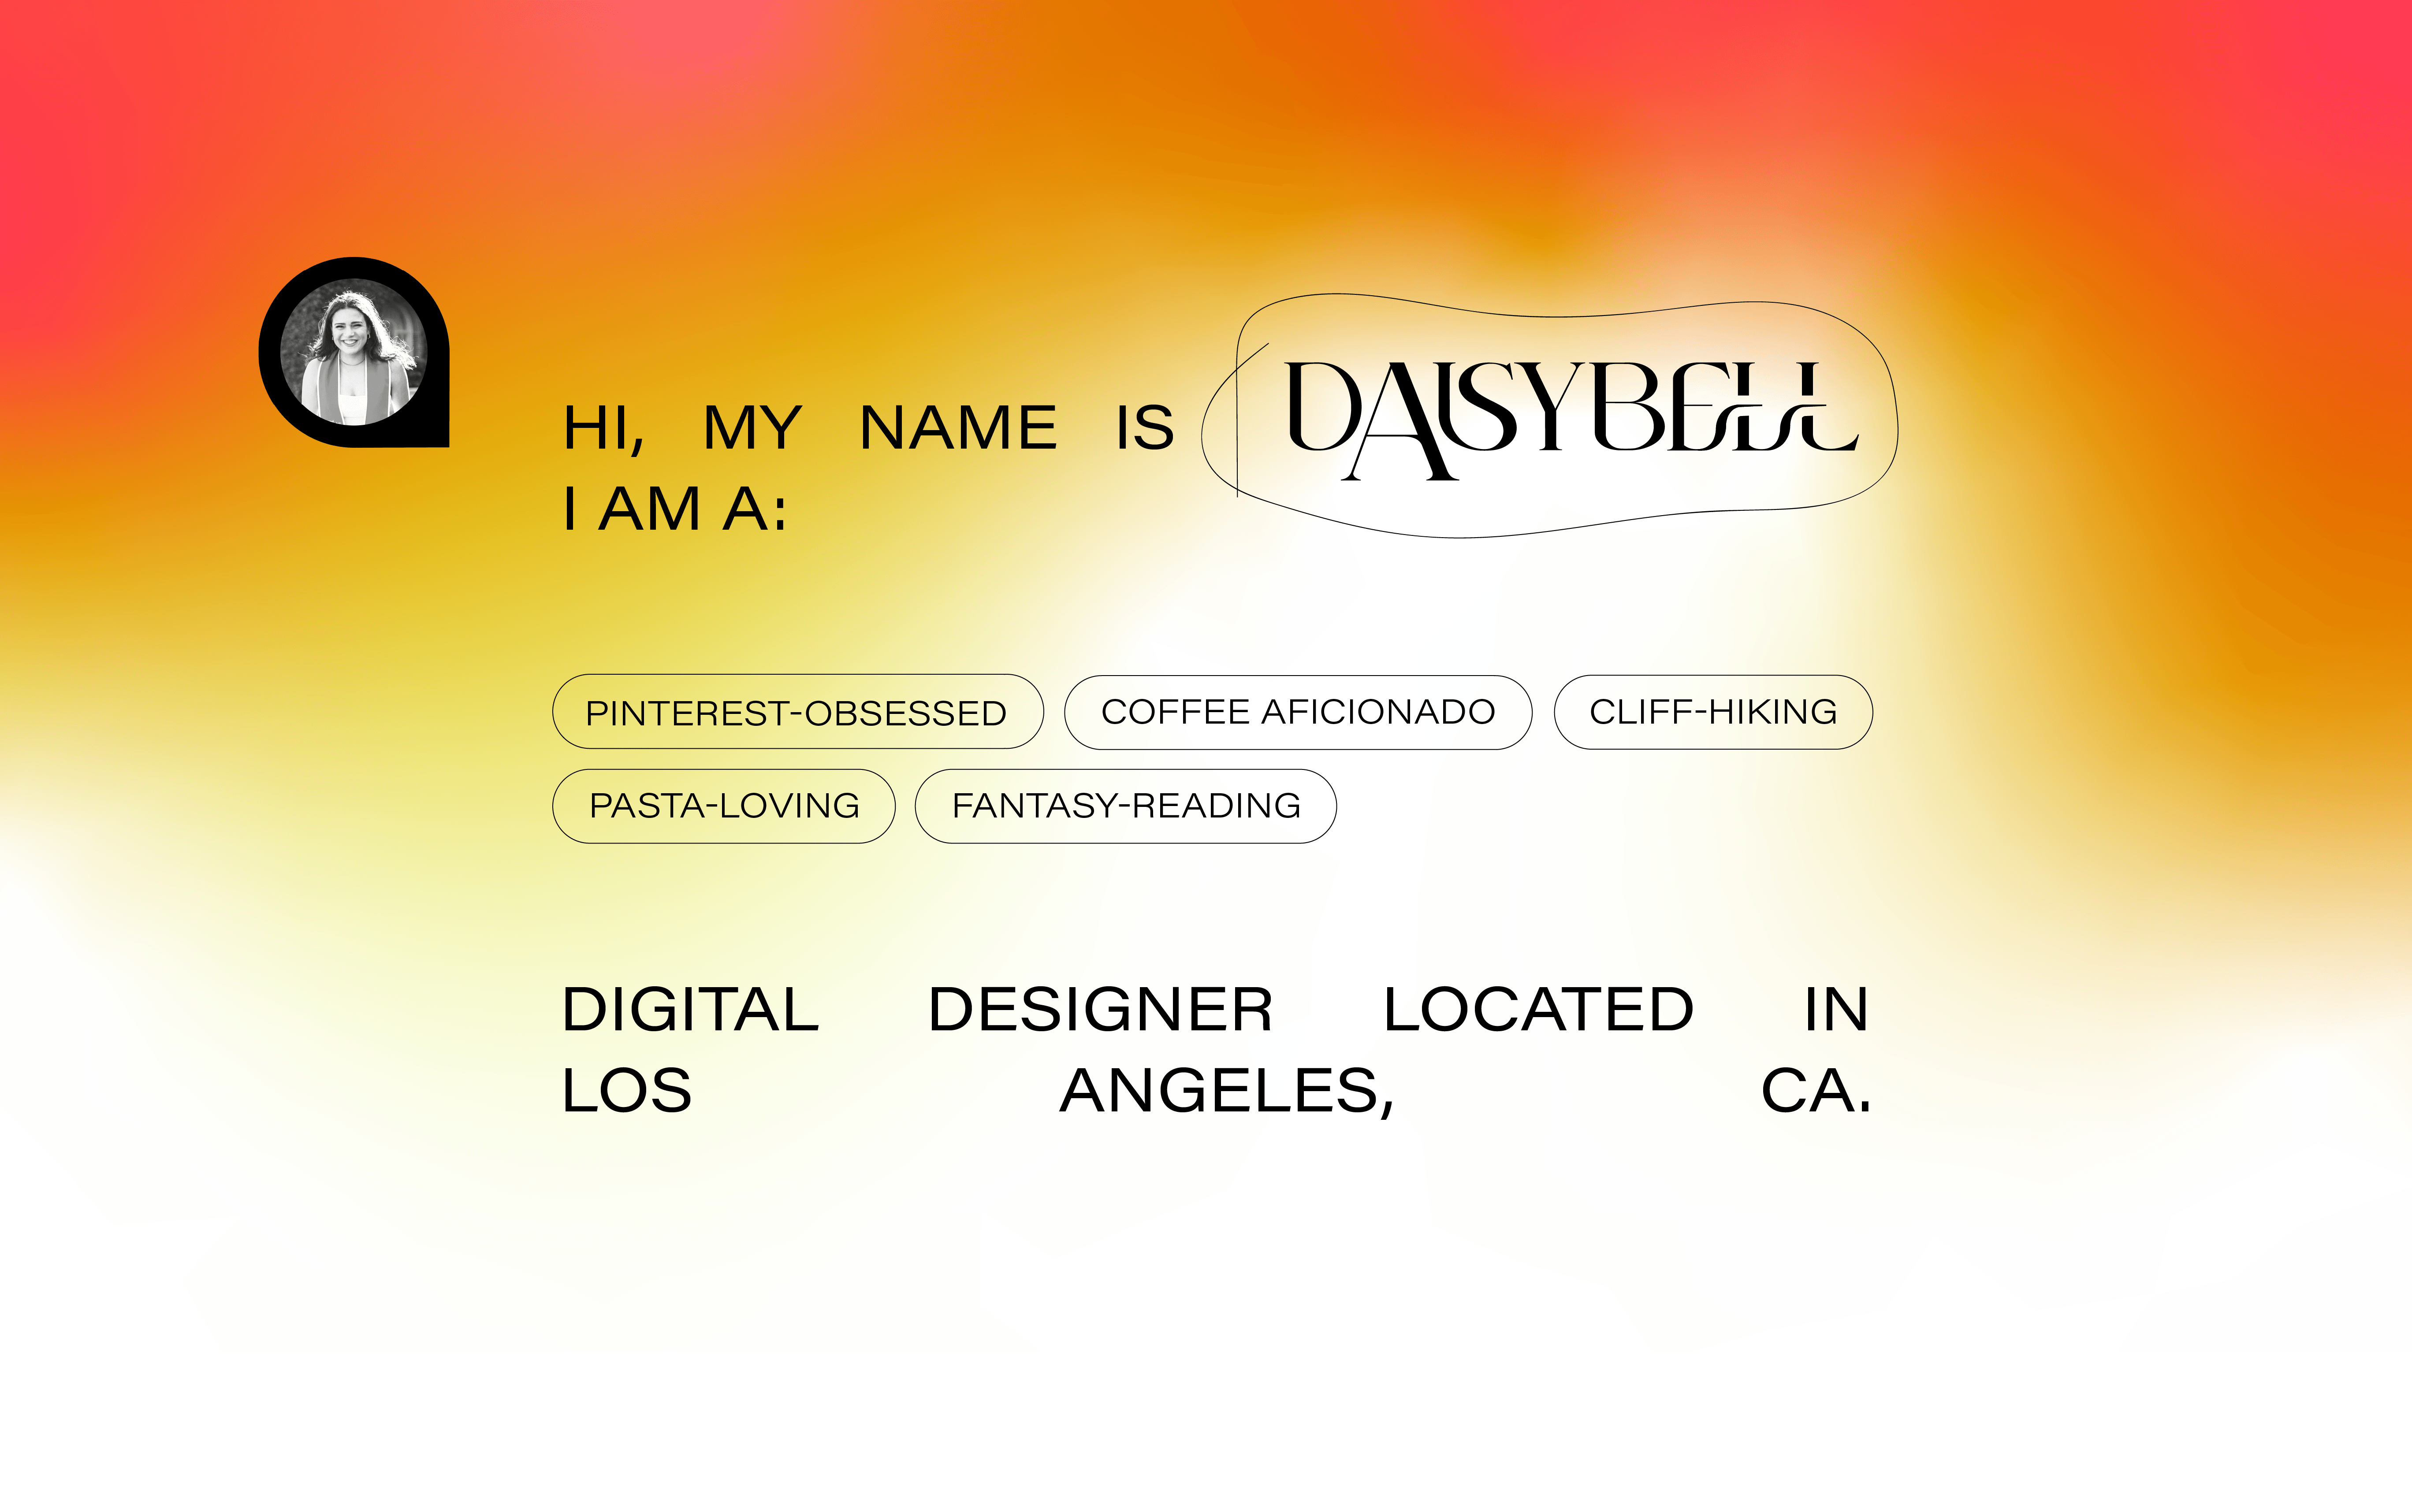 HI, MY NAME IS DAISYBELL
I AM A:
PINTEREST-OBSESSED COFFEE AFICIONADO CLIFF-HIKING
PASTA-LOVING FANTASY-READING
DIGITAL DESIGNER LOCATED IN
LOS ANGELES, CA.